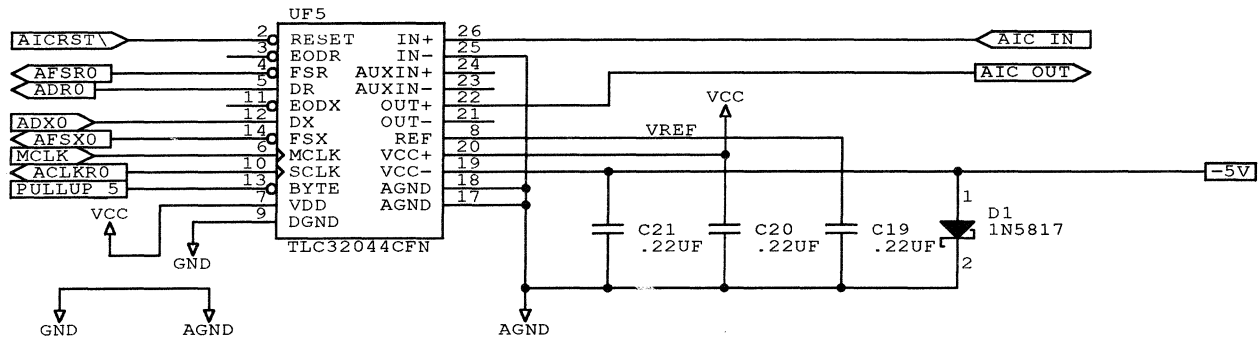 UF5
AICRST\ 2 RESET IN+ 26 AIC IN
3 EODR IN- 25
AFSR0 4 FSR AUXIN+ 24
ADR0 5 DR AUXIN- 23 AIC OUT
11 EODX OUT+ 22 VCC
ADX0 12 DX OUT- 21
AFSX0 14 FSX REF 8 VREF
MCLK 6 MCLK VCC+ 20
ACLKR0 10 SCLK VCC- 19 -5V
PULLUP 5 13 BYTE AGND 18
VCC 7 VDD AGND 17 1
9 DGND
C21 C20 C19 D1
.22UF .22UF .22UF 1N5817
TLC32044CFN
GND 2
GND AGND AGND